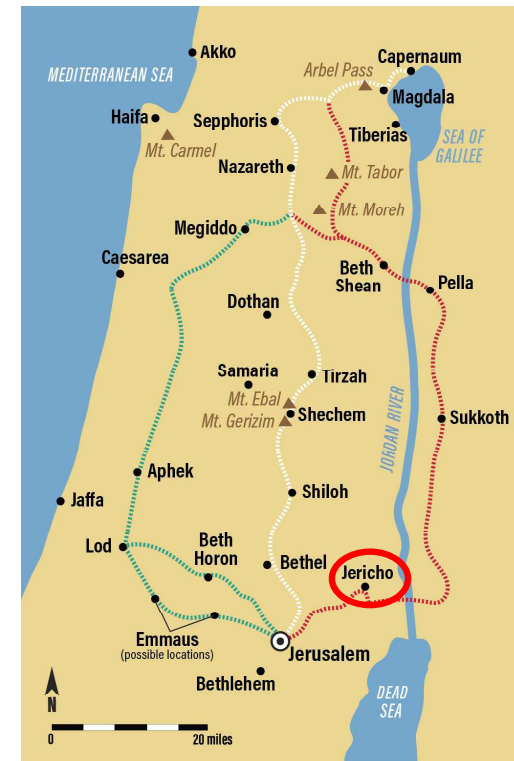 Akko
Capernaum
MEDITERRANEAN SEA
Arbel Pass
Magdala
Haifa
Sepphoris
Tiberias
SEA OF
GALILEE
Mt. Carmel
Nazareth
Mt. Tabor
Mt. Moreh
Megiddo
Caesarea
Beth
Shean
Pella
Dothan
Samaria
Tirzah
Mt. Ebal
Mt. Gerizim
Shechem
Sukkoth
JORDAN RIVER
Aphek
Shiloh
Jaffa
Lod
Beth
Horon
Bethel
Jericho
Emmaus
(possible locations)
Jerusalem
Bethlehem
DEAD
SEA
N
0
20 miles